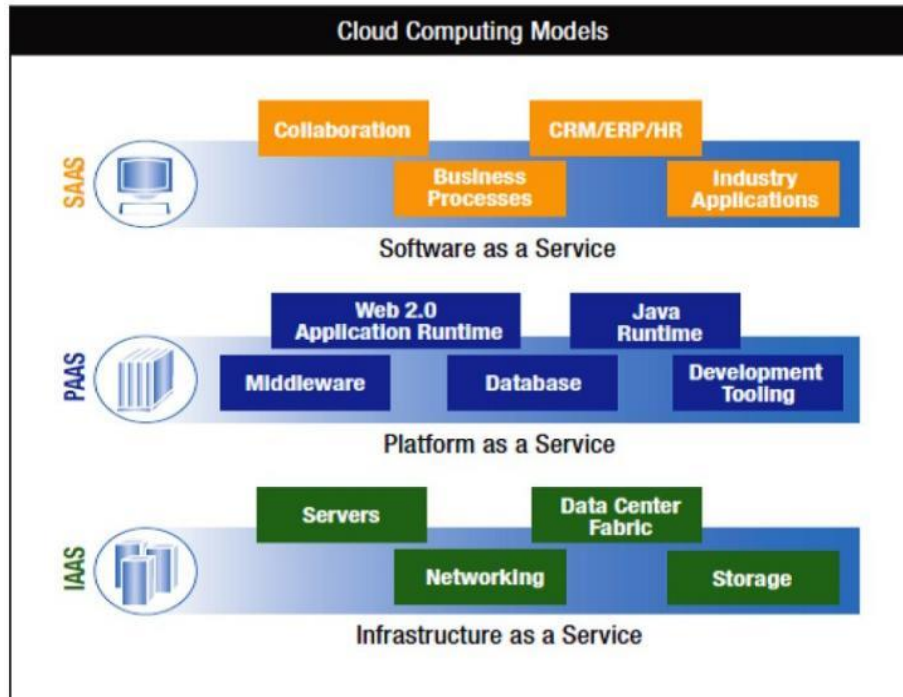 Cloud Computing Models
SAAS
Collaboration
CRM/ERP/HR
Business
Processes
Industry
Applications
Software as a Service
PAAS
Web 2.0
Application Runtime
Java
Runtime
Middleware
Database
Development
Tooling
Platform as a Service
IAAS
Servers
Data Center
Fabric
Networking
Storage
Infrastructure as a Service